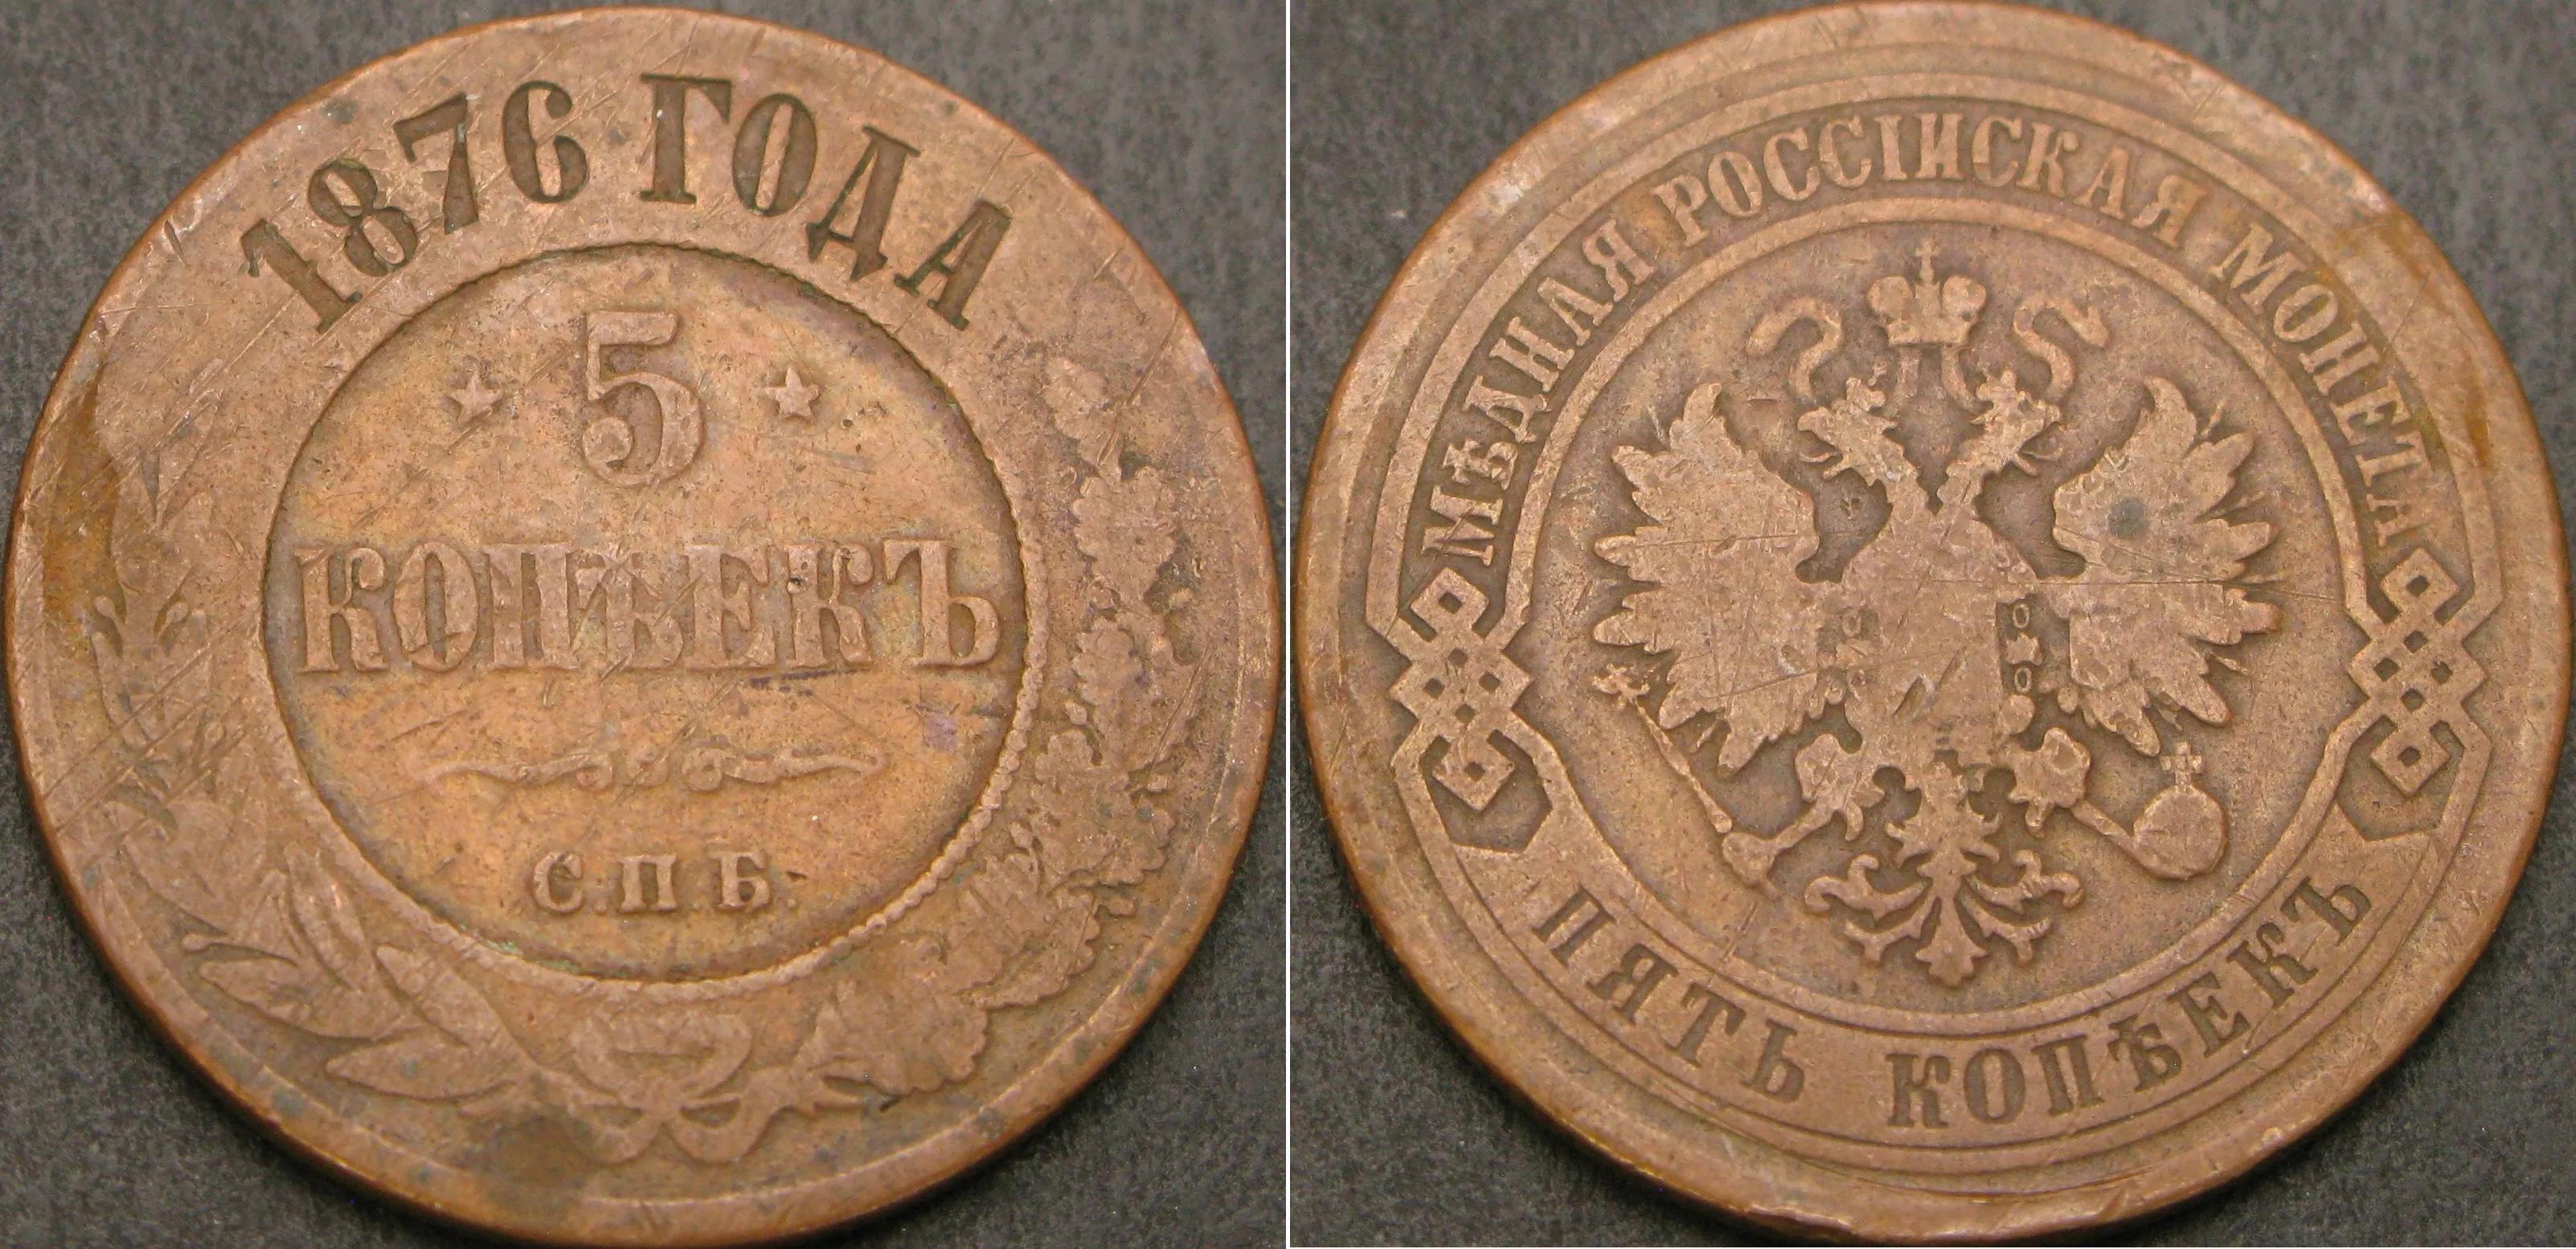 1876 ГОДА
5
КОПѢЕКЪ
С.П.Б.
МѢДНАЯ РОССІЙСКАЯ МОНЕТА
ПЯТЬ КОПѢЕКЪ